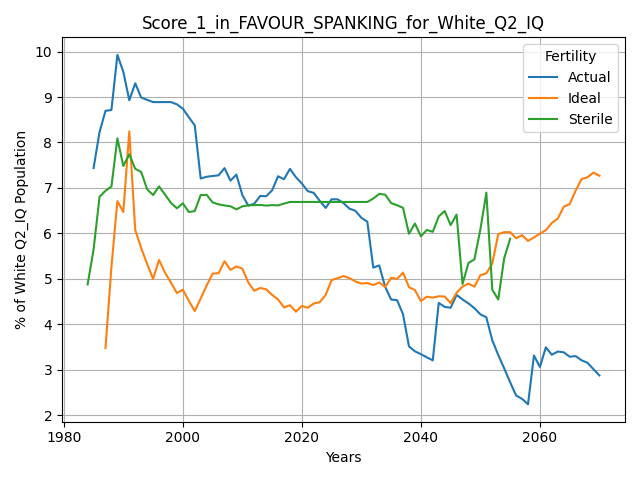 Score_1_in_FAVOUR_SPANKING_for_White_Q2_IQ
Fertility
Actual
Ideal
Sterile
% of White Q2_IQ Population
10
9
8
7
6
5
4
3
2
1980
2000
2020
2040
2060
Years